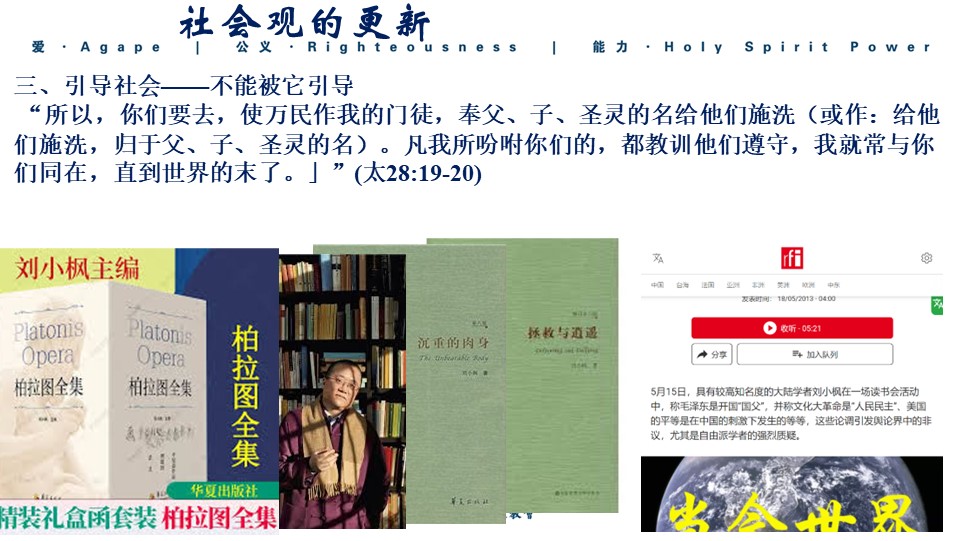 社会观的更新
爱 · Agape | 公义 · Righteousness | 能力 · Holy Spirit Power
三、引导社会——不能被它引导
“所以，你们要去，使万民作我的门徒，奉父、子、圣灵的名给他们施洗（或作：给他
们施洗，归于父、子、圣灵的名）。凡我所吩咐你们的，都教训他们遵守，我就常与你
们同在，直到世界的末了。」”(太28:19-20)
刘小枫主编
Platonis
Opera
柏拉图全集
Platonis
Opera
柏拉图全集
柏拉图全集
华夏出版社
精装礼盒函套装 柏拉图全集
沉重的肉身
The Unbearable Body
刘小枫 著
华夏出版社
拯救与逍遥
刘小枫 著
rfi
中国 台海 法国 亚洲 非洲 美洲 欧洲 中东
发表时间： 18/05/2013 - 04:00
收听 - 05:21
分享
加入队列
5月15日，具有较高知名度的大陆学者刘小枫在一场读书会活动
中，称毛泽东是开国“国父”，并称文化大革命是“人民民主”、美国
的平等是在中国的刺激下发生的等等，这些论调引发舆论界中的非
议，尤其是自由派学者的强烈质疑。